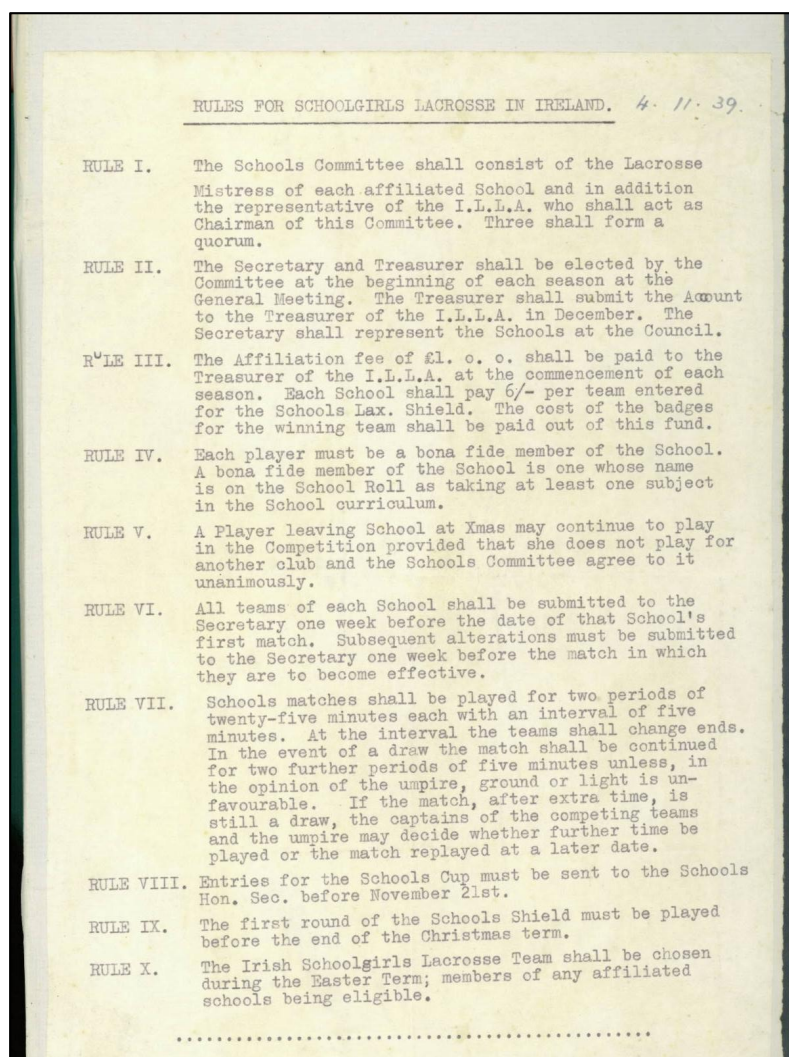 RULES FOR SCHOOLGIRLS LACROSSE IN IRELAND. 4. 11. 39.
RULE I. The Schools Committee shall consist of the Lacrosse
Mistress of each affiliated School and in addition
the representative of the I.L.L.A. who shall act as
Chairman of this Committee. Three shall form a
quorum.
RULE II. The Secretary and Treasurer shall be elected by the
Committee at the beginning of each season at the
General Meeting. The Treasurer shall submit the Account
to the Treasurer of the I.L.L.A. in December. The
Secretary shall represent the Schools at the Council.
RULE III. The Affiliation fee of £1. o. o. shall be paid to the
Treasurer of the I.L.L.A. at the commencement of each
season. Each School shall pay 6/- per team entered
for the Schools Lax. Shield. The cost of the badges
for the winning team shall be paid out of this fund.
RULE IV. Each player must be a bona fide member of the School.
A bona fide member of the School is one whose name
is on the School Roll as taking at least one subject
in the School curriculum.
RULE V. A Player leaving School at Xmas may continue to play
in the Competition provided that she does not play for
another club and the Schools Committee agree to it
unanimously.
RULE VI. All teams of each School shall be submitted to the
Secretary one week before the date of that School's
first match. Subsequent alterations must be submitted
to the Secretary one week before the match in which
they are to become effective.
RULE VII. Schools matches shall be played for two periods of
twenty-five minutes each with an interval of five
minutes. At the interval the teams shall change ends.
In the event of a draw the match shall be continued
for two further periods of five minutes unless, in
the opinion of the umpire, ground or light is un-
favourable. If the match, after extra time, is
still a draw, the captains of the competing teams
and the umpire may decide whether further time be
played or the match replayed at a later date.
RULE VIII. Entries for the Schools Cup must be sent to the Schools
Hon. Sec. before November 21st.
RULE IX. The first round of the Schools Shield must be played
before the end of the Christmas term.
RULE X. The Irish Schoolgirls Lacrosse Team shall be chosen
during the Easter Term; members of any affiliated
schools being eligible.